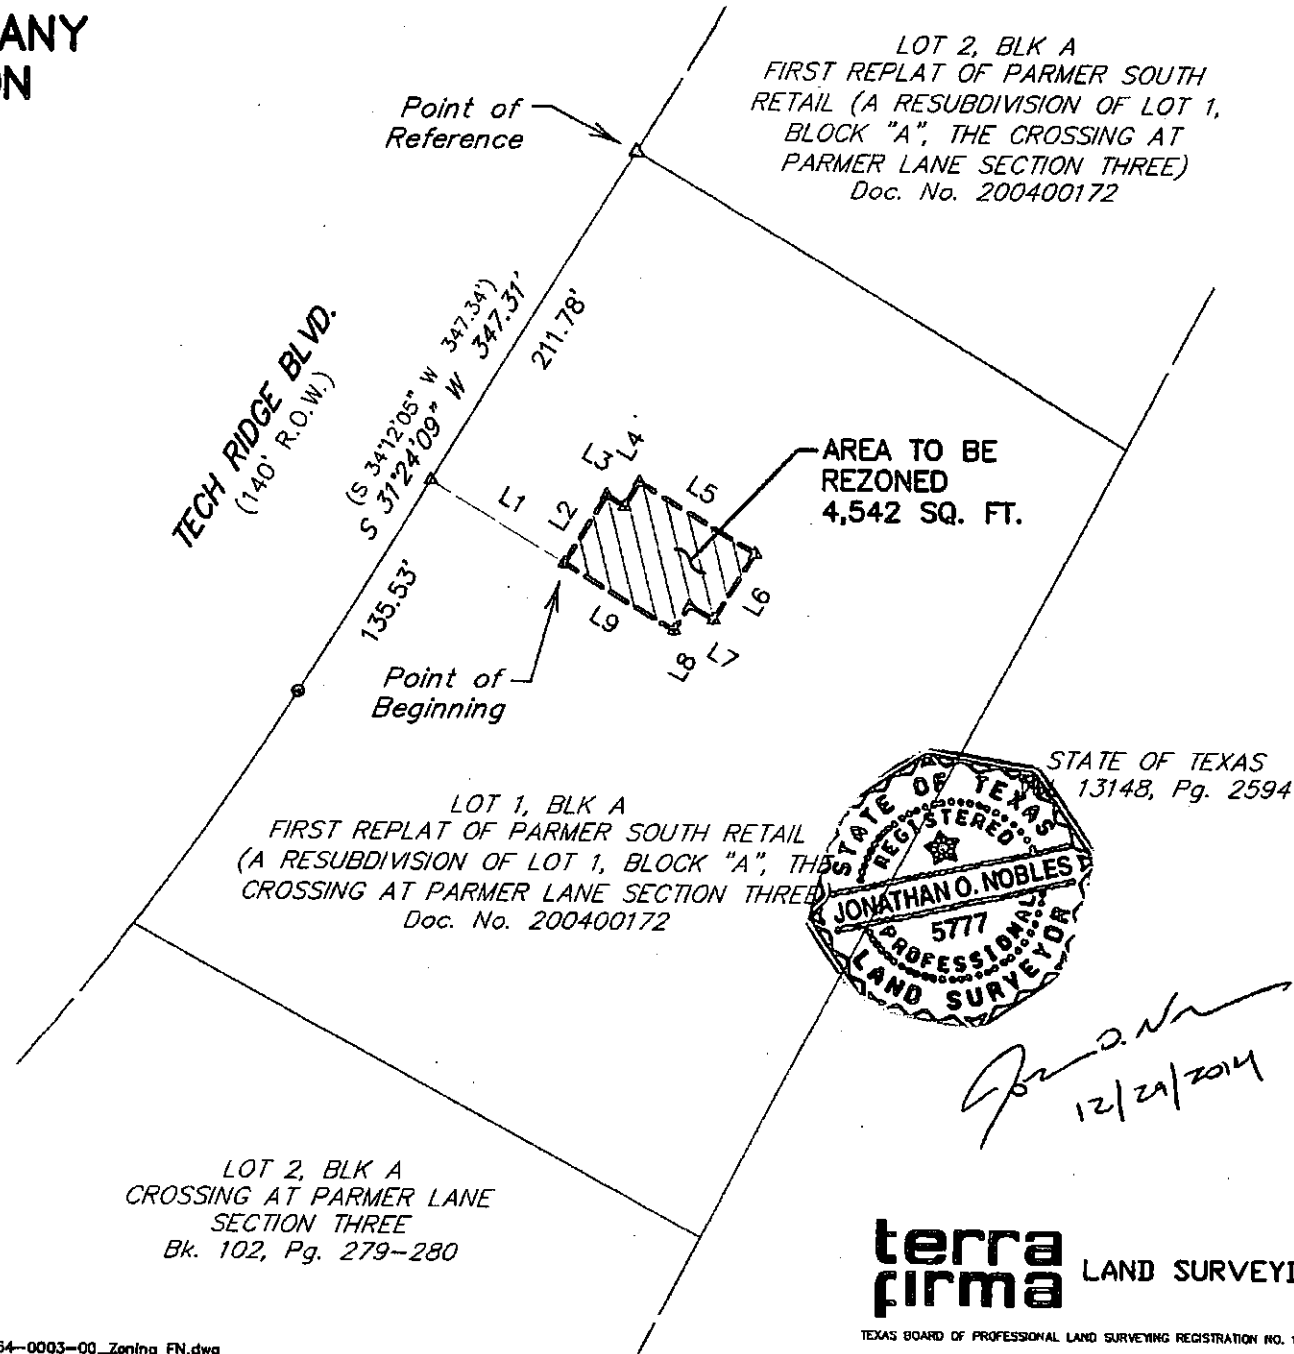 ANY
ON
LOT 2, BLK A
FIRST REPLAT OF PARMER SOUTH
RETAIL (A RESUBDIVISION OF LOT 1,
BLOCK "A", THE CROSSING AT
PARMER LANE SECTION THREE)
Doc. No. 200400172
Point of
Reference
TECH RIDGE BLVD.
(140' R.O.W.)
(S 34°12'05" W 347.34')
S 31°24'09" W 347.31'
211.78'
135.53'
L1
L2
L3
L4
L5
L6
L7
L8
L9
AREA TO BE
REZONED
4,542 SQ. FT.
Point of
Beginning
LOT 1, BLK A
FIRST REPLAT OF PARMER SOUTH RETAIL
(A RESUBDIVISION OF LOT 1, BLOCK "A", THE
CROSSING AT PARMER LANE SECTION THREE)
Doc. No. 200400172
STATE OF TEXAS
13148, Pg. 2594
STATE OF TEXAS
REGISTERED
JONATHAN O. NOBLES
5777
PROFESSIONAL
LAND SURVEYOR
12/29/2014
LOT 2, BLK A
CROSSING AT PARMER LANE
SECTION THREE
Bk. 102, Pg. 279-280
terra
firma
LAND SURVEYI
TEXAS BOARD OF PROFESSIONAL LAND SURVEYING REGISTRATION NO. 1
64-0003-00_Zoning FN.dwg